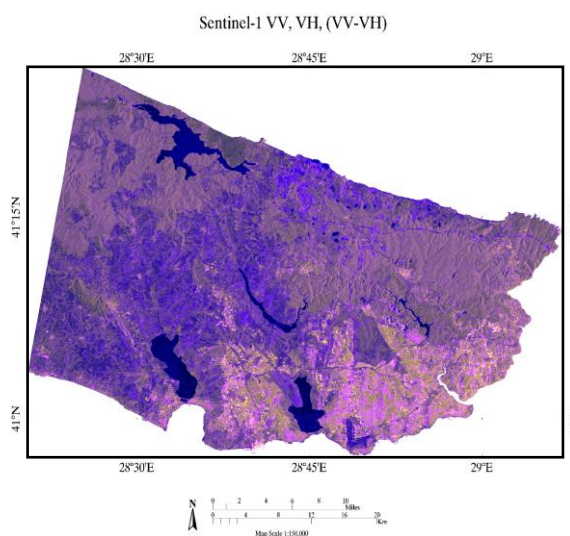 Sentinel-1 VV, VH, (VV-VH)
28°30'E 28°45'E 29°E
41°15'N
41°N
28°30'E 28°45'E 29°E
N
0 2 4 6 8 10
Miles
0 4 8 12 16 20
Km
Map Scale 1:150,000